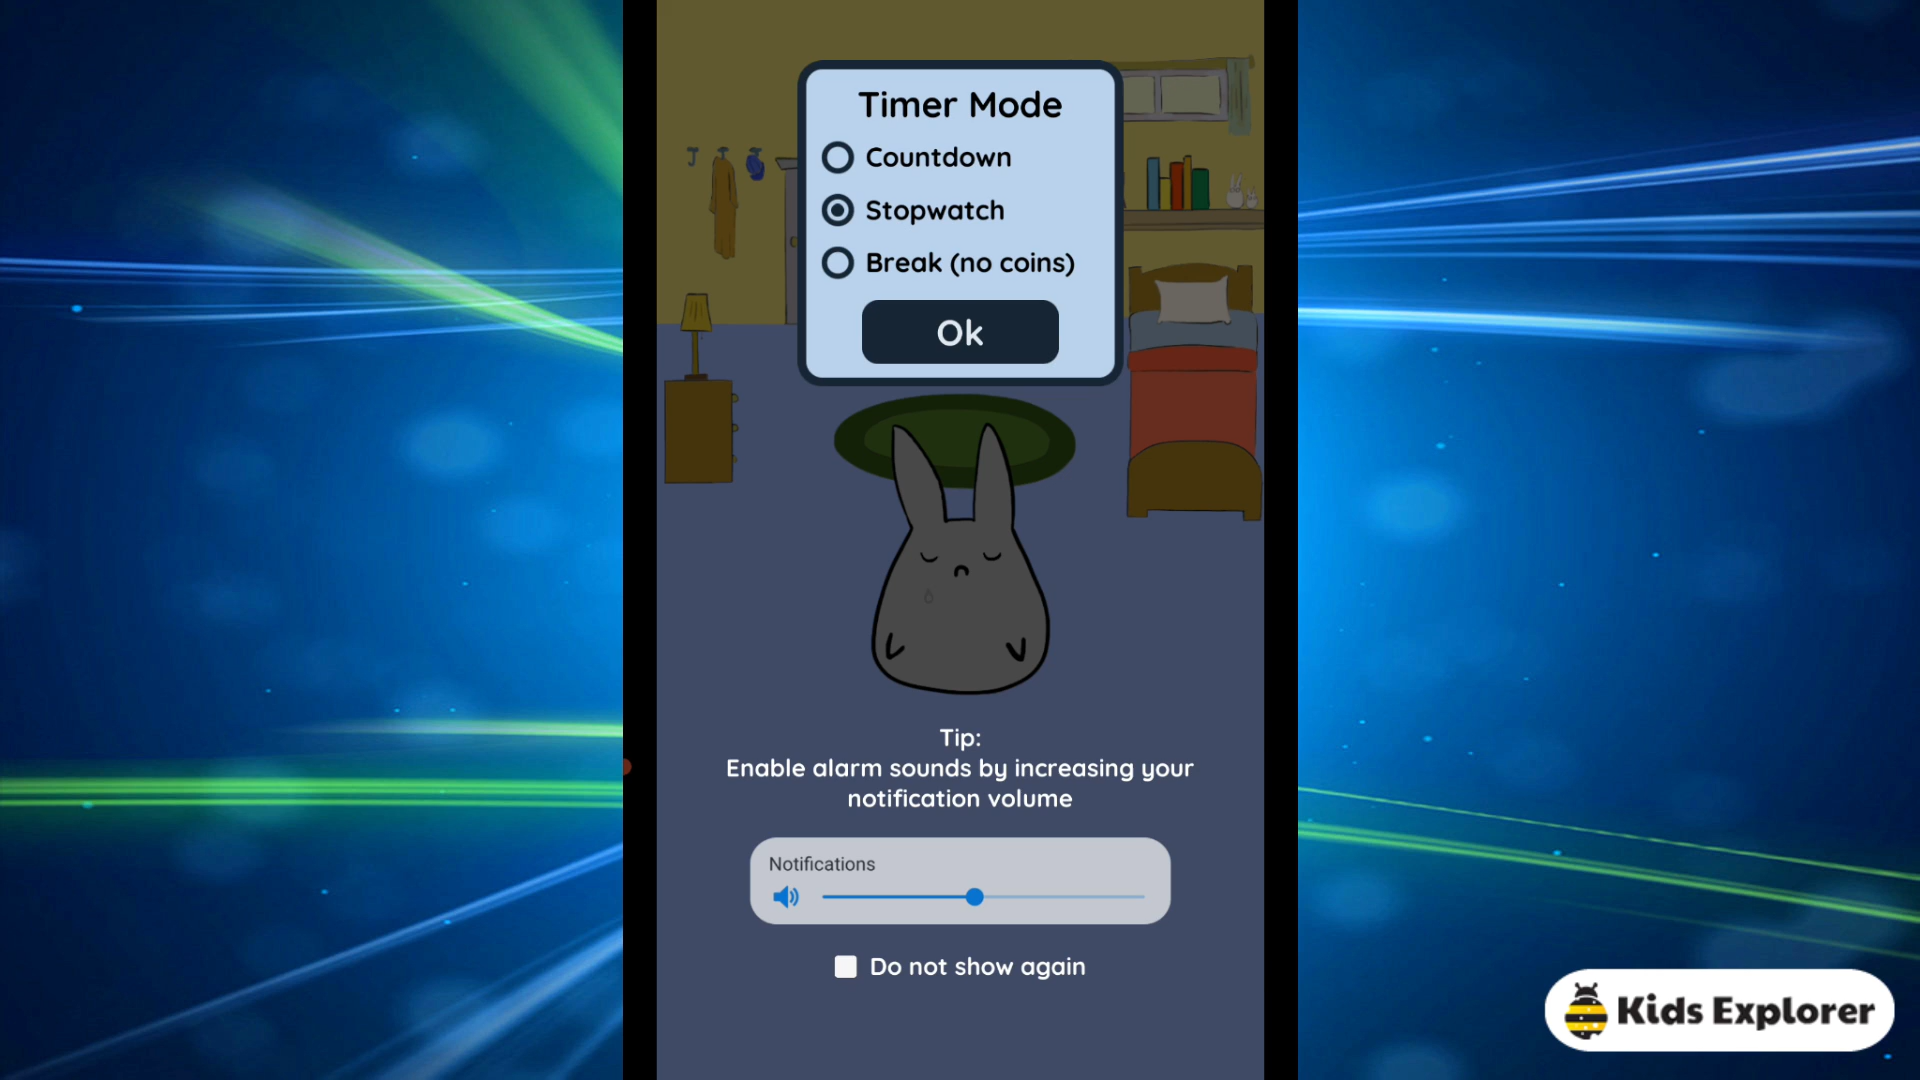 Timer Mode
Countdown
Stopwatch
Break (no coins)
Ok
Tip:
Enable alarm sounds by increasing your
notification volume
Notifications
Do not show again
Kids Explorer